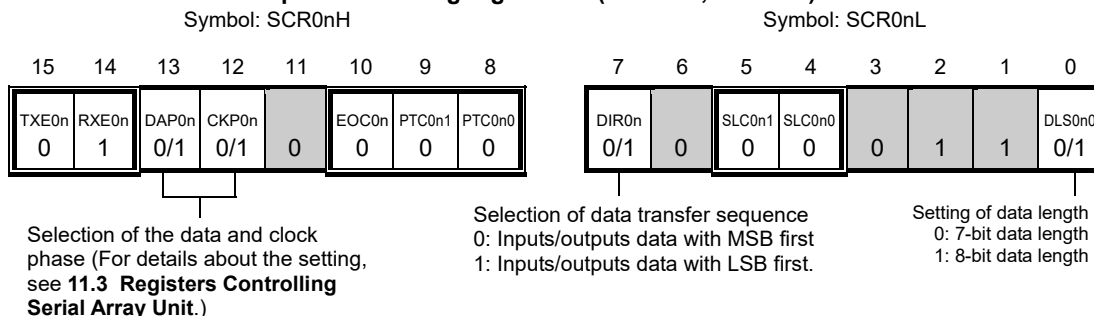 Symbol: SCR0nH Symbol: SCR0nL
15 14 13 12 11 10 9 8 7 6 5 4 3 2 1 0
TXE0n RXE0n DAP0n CKP0n EOC0n PTC0n1 PTC0n0 DIR0n SLC0n1 SLC0n0 DLS0n0
0 1 0/1 0/1 0 0 0 0 0/1 0 0 0 0 1 1 0/1
Selection of the data and clock
phase (For details about the setting,
see 11.3 Registers Controlling
Serial Array Unit.)
Selection of data transfer sequence
0: Inputs/outputs data with MSB first
1: Inputs/outputs data with LSB first.
Setting of data length
0: 7-bit data length
1: 8-bit data length